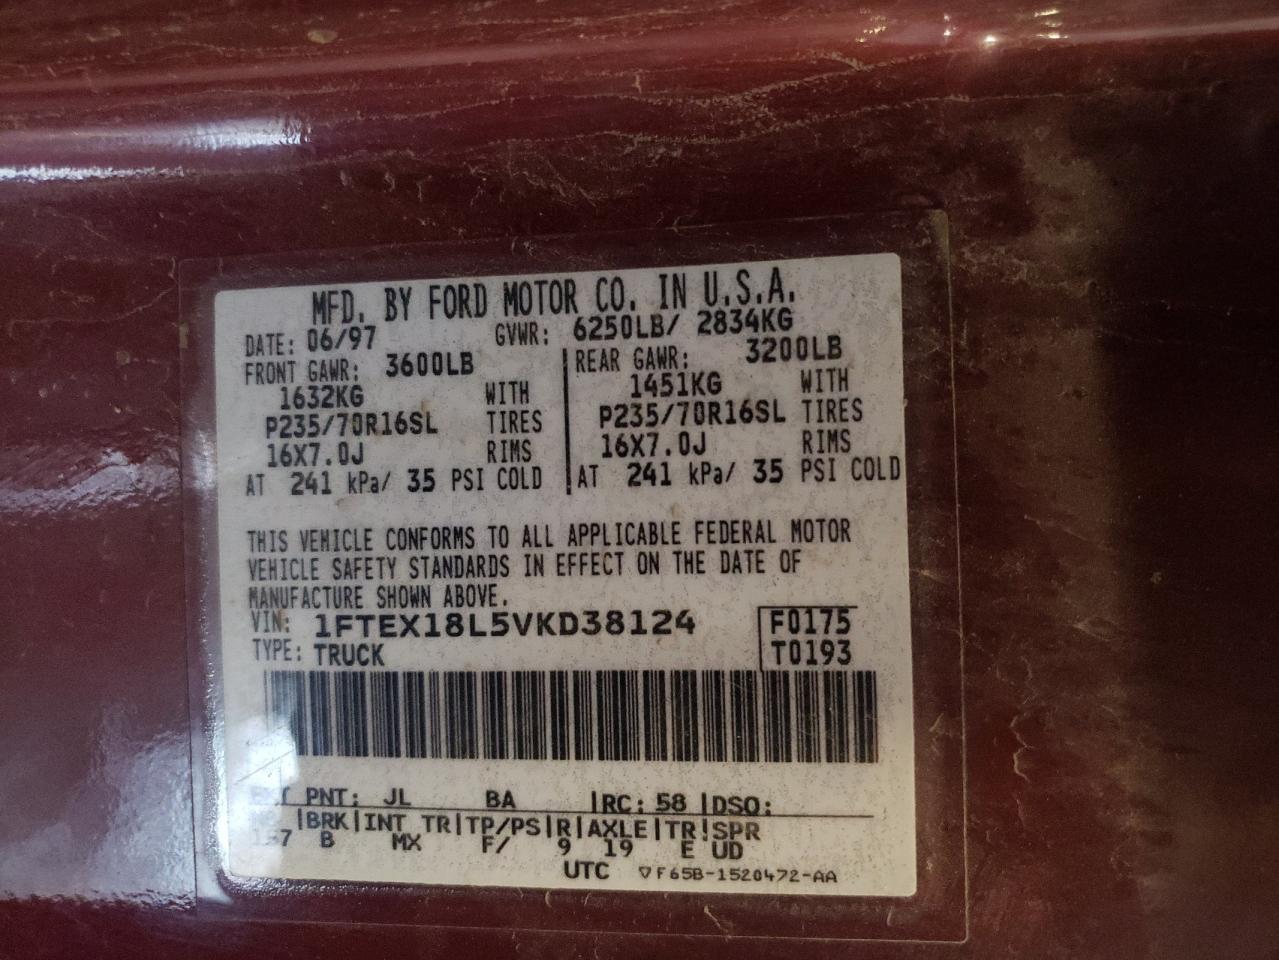 MFD. BY FORD MOTOR CO. IN U.S.A.
DATE: 06/97 GVWR: 6250LB/ 2834KG
FRONT GAWR: 3600LB REAR GAWR: 3200LB
1632KG WITH 1451KG WITH
P235/70R16SL TIRES P235/70R16SL TIRES
16X7.0J RIMS 16X7.0J RIMS
AT 241 kPa/ 35 PSI COLD AT 241 kPa/ 35 PSI COLD
THIS VEHICLE CONFORMS TO ALL APPLICABLE FEDERAL MOTOR
VEHICLE SAFETY STANDARDS IN EFFECT ON THE DATE OF
MANUFACTURE SHOWN ABOVE.
VIN: 1FTEX18L5VKD38124 F0175
TYPE: TRUCK T0193
PNT: JL BA |RC: 58 |DSO:
|BRK|INT TR|TP/PS|R|AXLE|TR|SPR
B MX F/ 9 19 E UD
UTC ▽F65B-1520472-AA